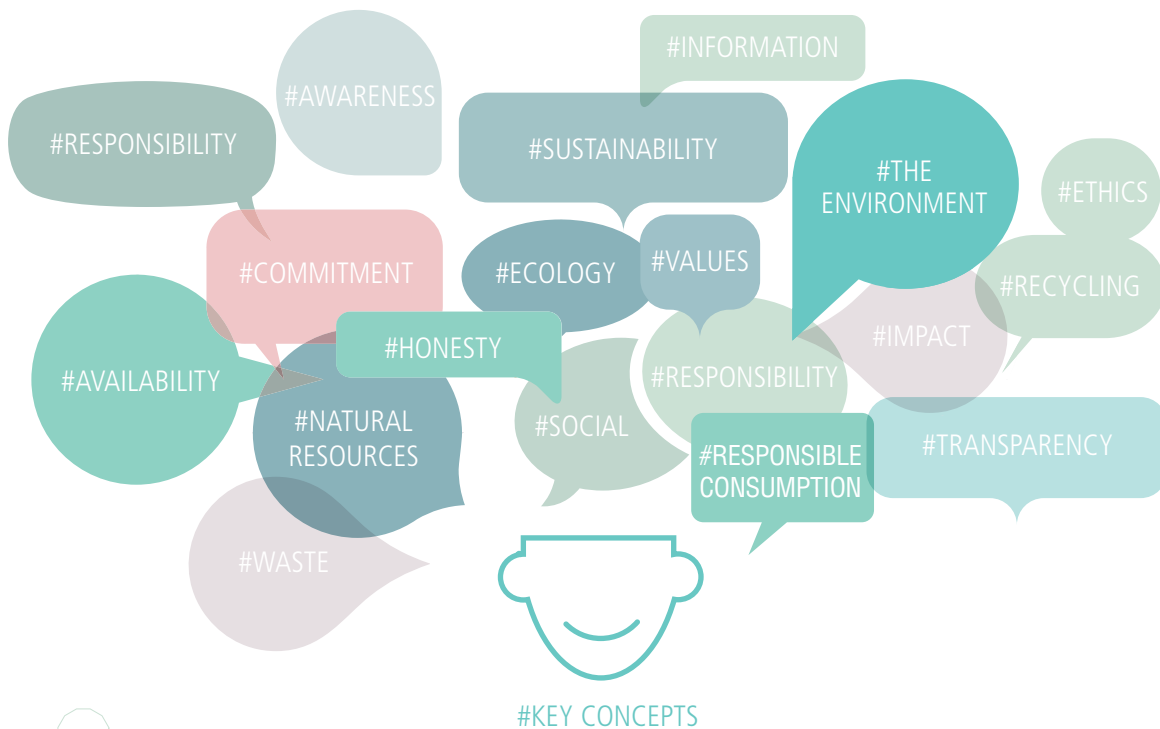 #INFORMATION
#AWARENESS
#RESPONSIBILITY
#SUSTAINABILITY
#THE
ENVIRONMENT
#ETHICS
#COMMITMENT
#ECOLOGY
#VALUES
#RECYCLING
#HONESTY
#IMPACT
#AVAILABILITY
#RESPONSIBILITY
#NATURAL
RESOURCES
#SOCIAL
#RESPONSIBLE
CONSUMPTION
#TRANSPARENCY
#WASTE
#KEY CONCEPTS